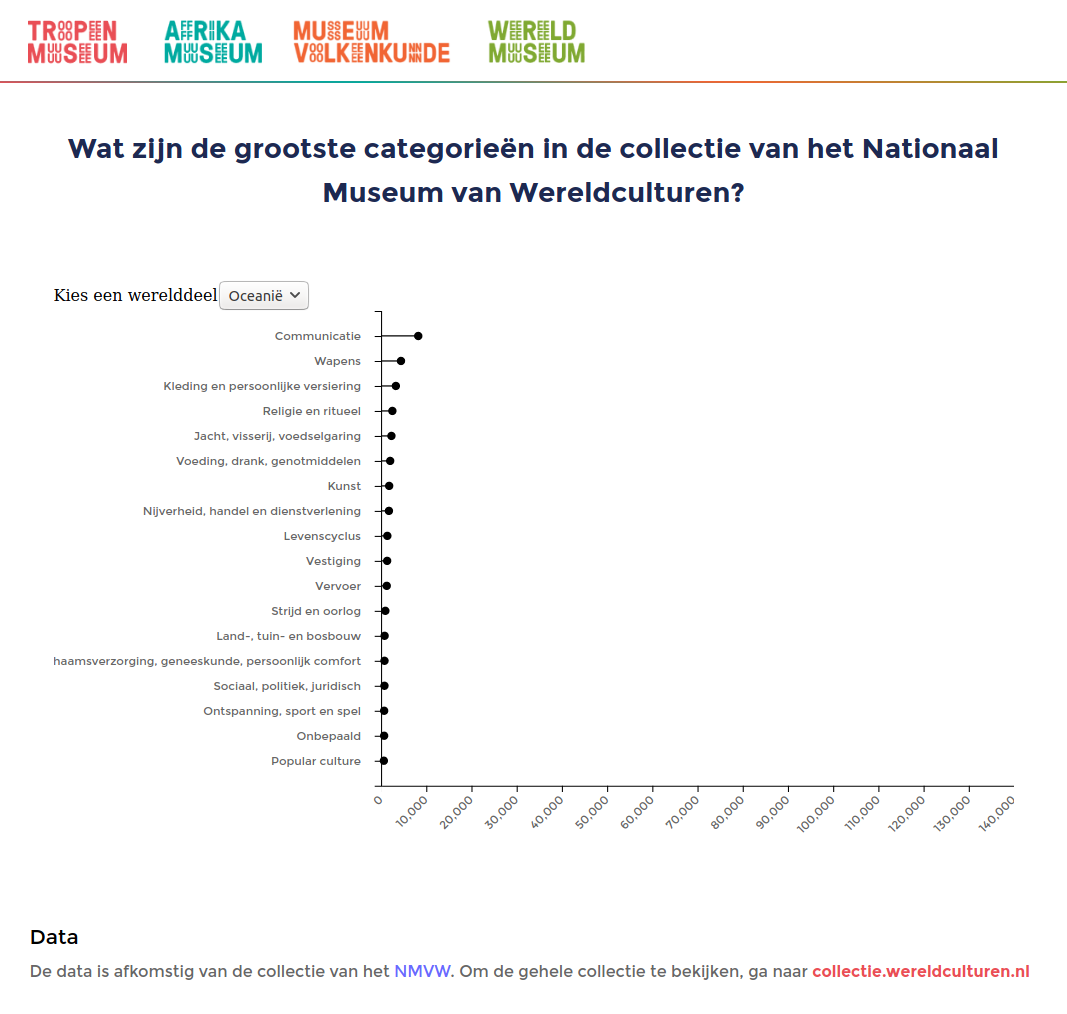 TROPEN MUSEUM
AFRIKA MUSEUM
MUSEUM VOLKENKUNDE
WERELD MUSEUM
Wat zijn de grootste categorieën in de collectie van het Nationaal
Museum van Wereldculturen?
Kies een werelddeel Oceanië
Communicatie
Wapens
Kleding en persoonlijke versiering
Religie en ritueel
Jacht, visserij, voedselgaring
Voeding, drank, genotmiddelen
Kunst
Nijverheid, handel en dienstverlening
Levenscyclus
Vestiging
Vervoer
Strijd en oorlog
Land-, tuin- en bosbouw
haamsverzorging, geneeskunde, persoonlijk comfort
Sociaal, politiek, juridisch
Ontspanning, sport en spel
Onbepaald
Popular culture
0 10,000 20,000 30,000 40,000 50,000 60,000 70,000 80,000 90,000 100,000 110,000 120,000 130,000 140,000
Data
De data is afkomstig van de collectie van het NMVW. Om de gehele collectie te bekijken, ga naar collectie.wereldculturen.nl